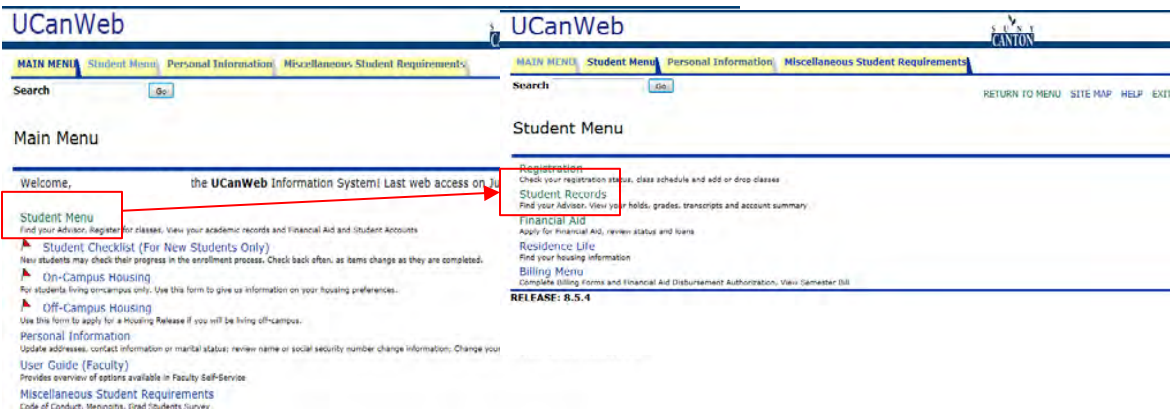 UCanWeb
MAIN MENU Student Menu Personal Information Miscellaneous Student Requirements
Search Go
Main Menu
Welcome, the UCanWeb Information System! Last web access on Ju
Student Menu
Find your Advisor, Register for classes, View your academic records and Financial Aid and Student Accounts
Student Checklist (For New Students Only)
New students may check their progress in the enrollment process. Check back often, as items change as they are completed.
On-Campus Housing
For students living on-campus only. Use this form to give us information on your housing preferences.
Off-Campus Housing
Use this form to apply for a Housing Release if you will be living off-campus.
Personal Information
Update addresses, contact information or marital status; review name or social security number change information; Change your
User Guide (Faculty)
Provides overview of options available in Faculty Self-Service
Miscellaneous Student Requirements
Code of Conduct, Meningitis, Grad Students Survey
UCanWeb
SUNY
CANTON
MAIN MENU Student Menu Personal Information Miscellaneous Student Requirements
Search Go
RETURN TO MENU SITE MAP HELP EXIT
Student Menu
Registration
Check your registration status, class schedule and add or drop classes
Student Records
Find your Advisor, View your holds, grades, transcripts and account summary
Financial Aid
Apply for Financial Aid, review status and loans
Residence Life
Find your housing information
Billing Menu
Complete Billing Forms and Financial Aid Disbursement Authorization, View Semester Bill
RELEASE: 8.5.4